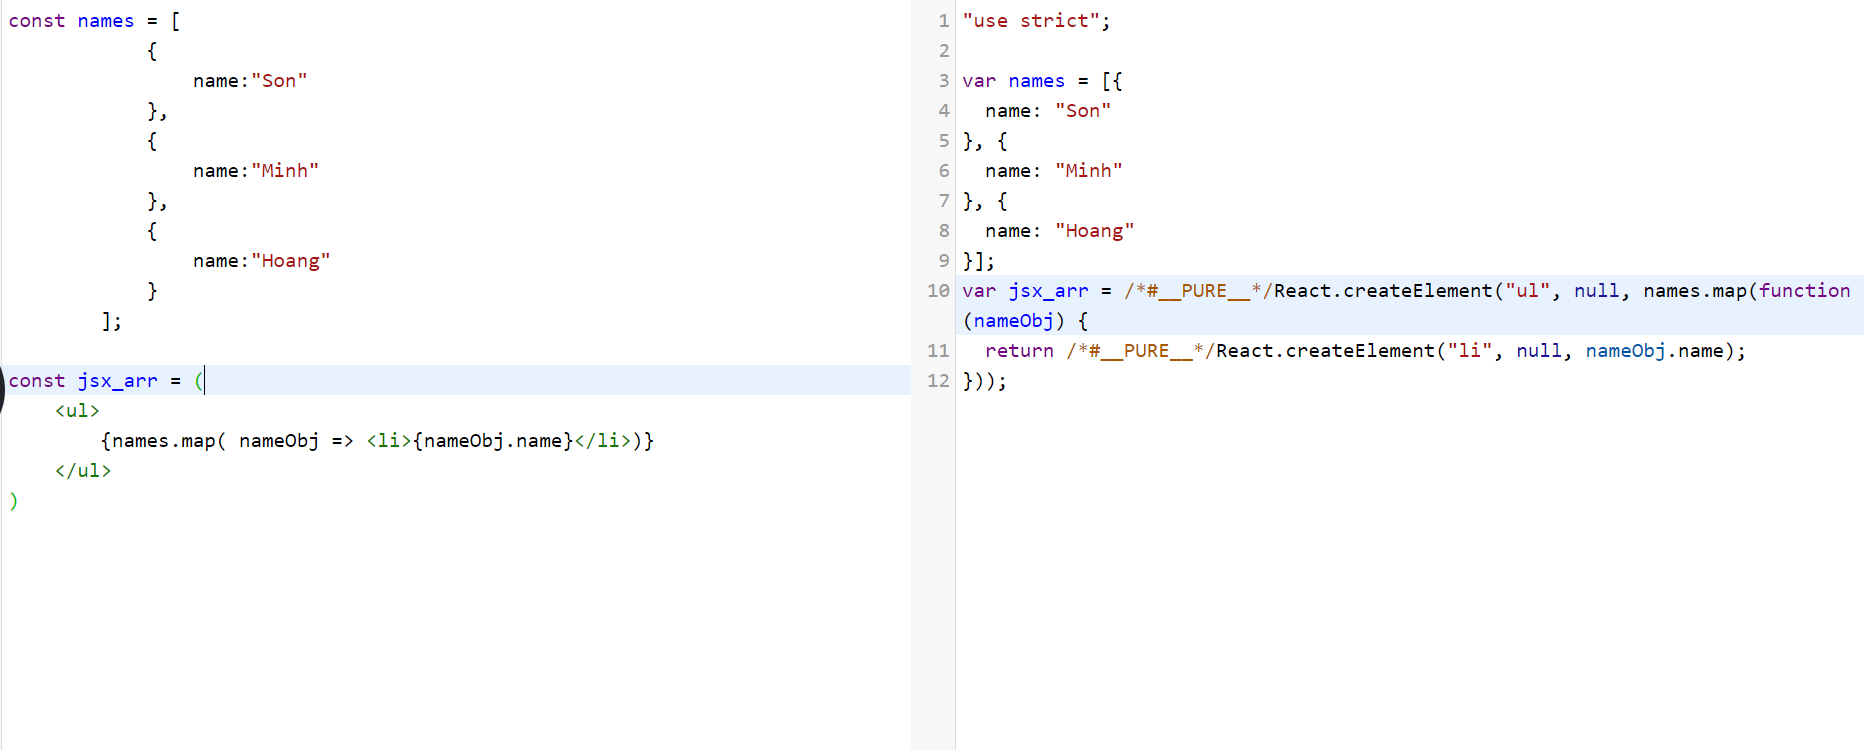 const names = [
{
name:"Son"
},
{
name:"Minh"
},
{
name:"Hoang"
}
];
const jsx_arr = (
<ul>
{names.map( nameObj => <li>{nameObj.name}</li>)}
</ul>
)
1 "use strict";
2
3 var names = [{
4 name: "Son"
5 }, {
6 name: "Minh"
7 }, {
8 name: "Hoang"
9 }];
10 var jsx_arr = /*#__PURE__*/React.createElement("ul", null, names.map(function
(nameObj) {
11 return /*#__PURE__*/React.createElement("li", null, nameObj.name);
12 }));